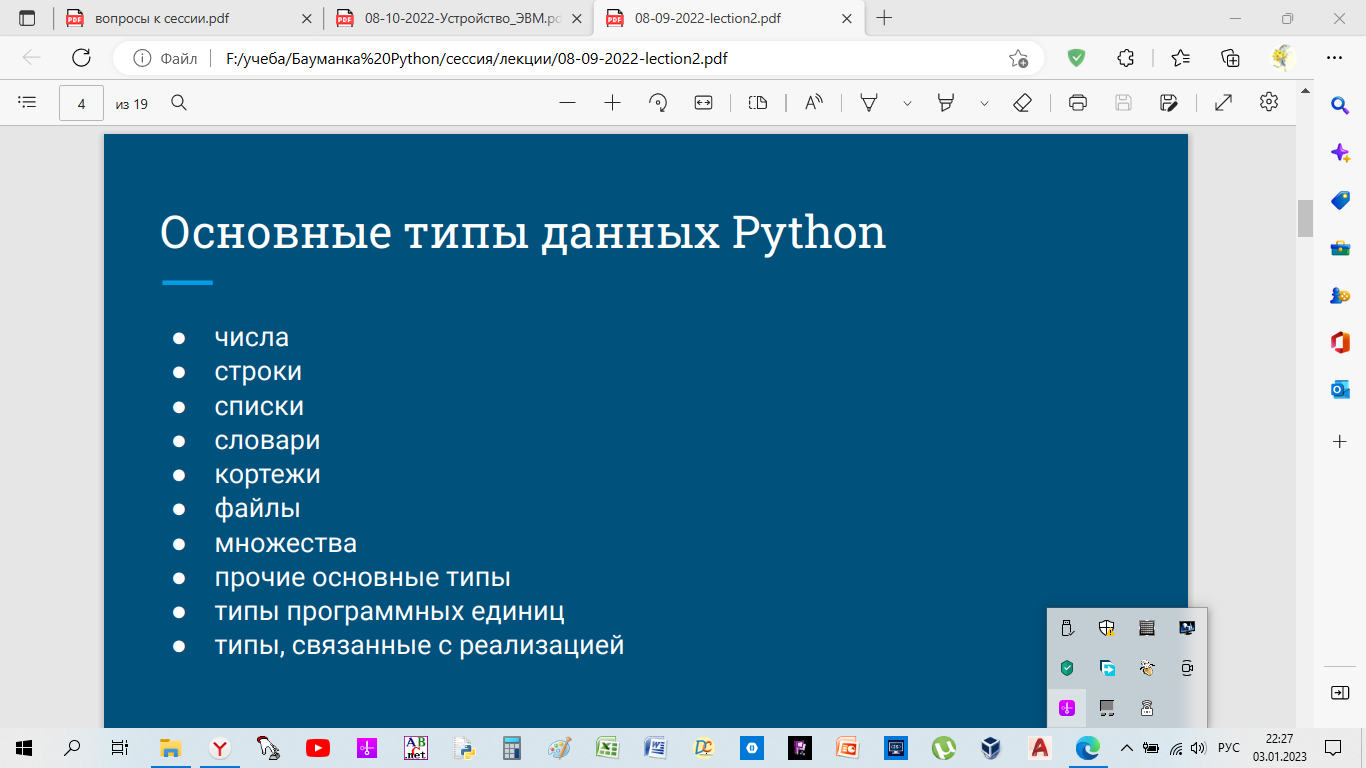 вопросы к сессии.pdf
08-10-2022-Устройство_ЭВМ.pd
08-09-2022-lection2.pdf
Файл
F:/учеба/Бауманка%20Python/сессия/лекции/08-09-2022-lection2.pdf
4 из 19
Основные типы данных Python
● числа
● строки
● списки
● словари
● кортежи
● файлы
● множества
● прочие основные типы
● типы программных единиц
● типы, связанные с реализацией
РУС
22:27
03.01.2023